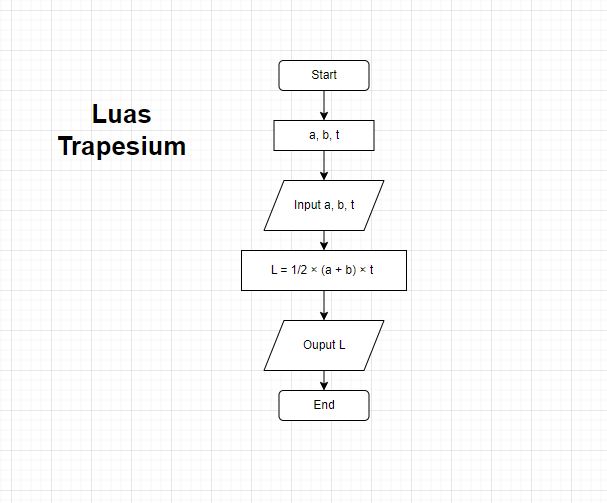 Luas
Trapesium
Start
a, b, t
Input a, b, t
L = 1/2 × (a + b) × t
Ouput L
End